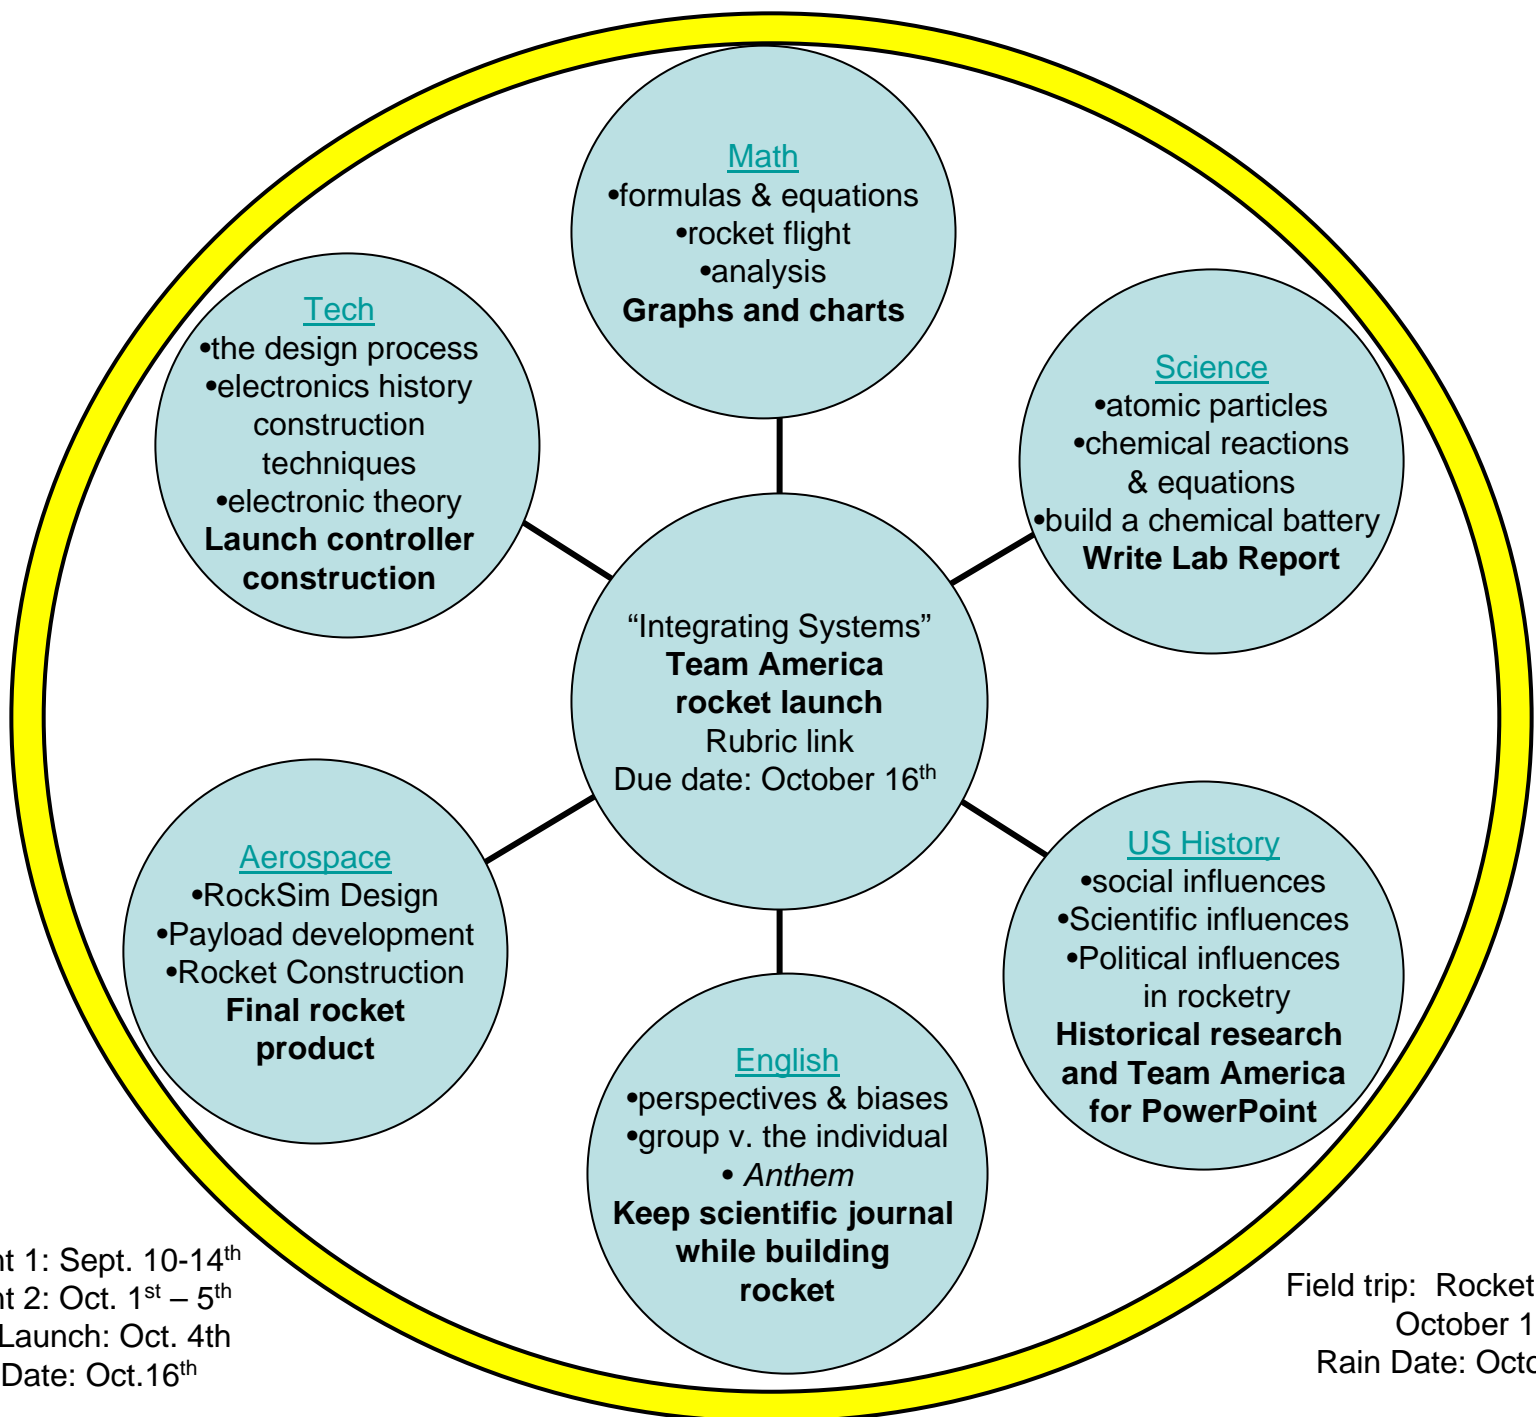 Math
•formulas & equations
•rocket flight
•analysis
Graphs and charts
Tech
•the design process
•electronics history
construction
techniques
•electronic theory
Launch controller
construction
Science
•atomic particles
•chemical reactions
& equations
•build a chemical battery
Write Lab Report
“Integrating Systems”
Team America
rocket launch
Rubric link
Due date: October 16th
Aerospace
•RockSim Design
•Payload development
•Rocket Construction
Final rocket
product
US History
•social influences
•Scientific influences
•Political influences
in rocketry
Historical research
and Team America
for PowerPoint
English
•perspectives & biases
•group v. the individual
• Anthem
Keep scientific journal
while building
rocket
1: Sept. 10-14th
2: Oct. 1st – 5th
Launch: Oct. 4th
Date: Oct.16th
Field trip: Rocket
October
Rain Date: